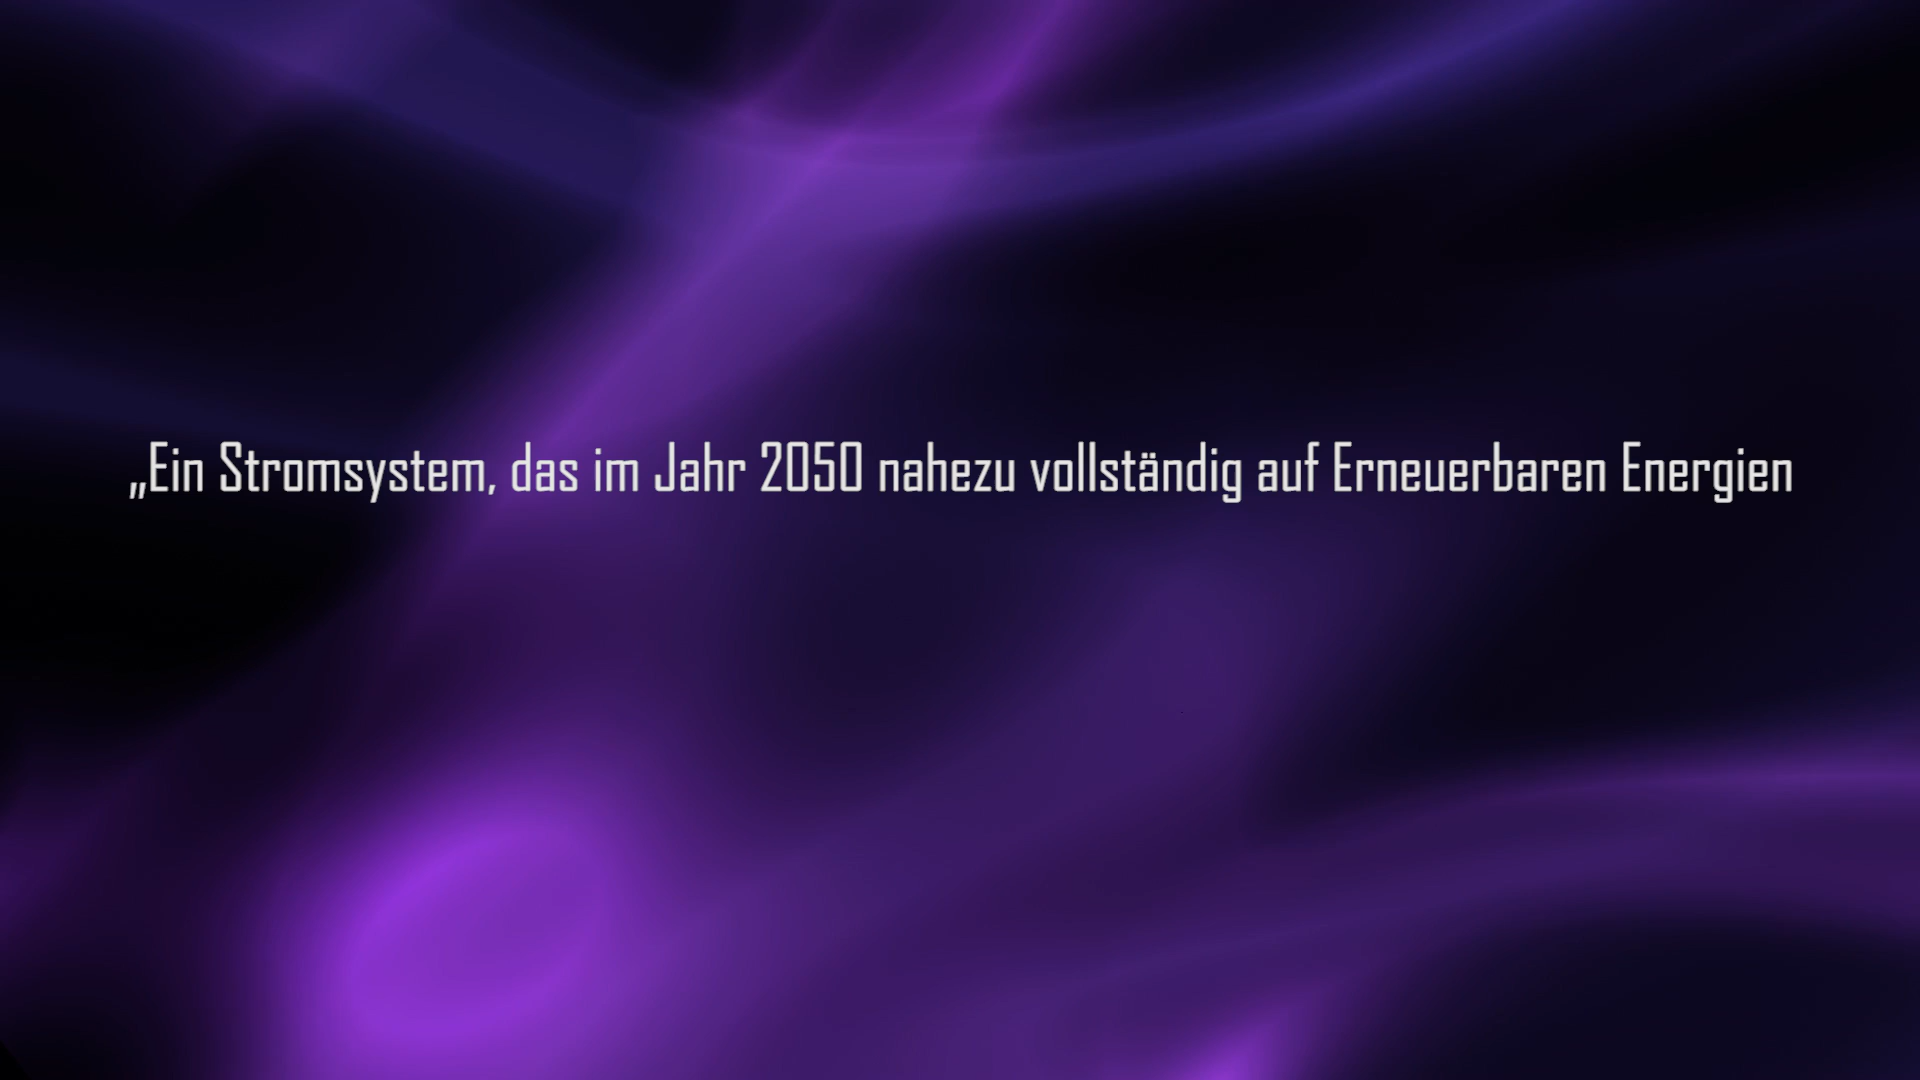 „Ein Stromsystem, das im Jahr 2050 nahezu vollständig auf Erneuerbaren Energien